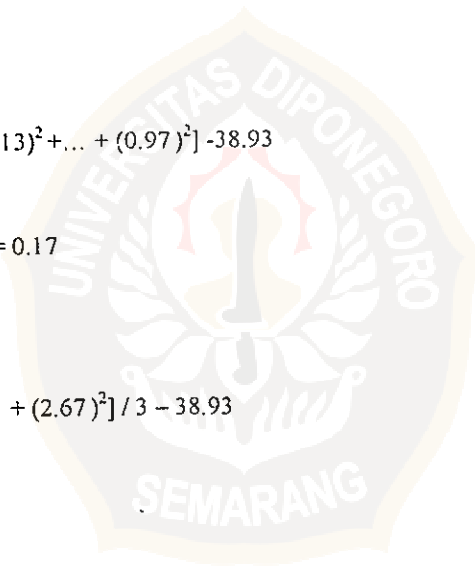 13)² +... + (0.97 )²] -38.93
= 0.17
+ (2.67 )²] / 3 – 38.93
UNIVERSITAS DIPONEGORO
SEMARANG